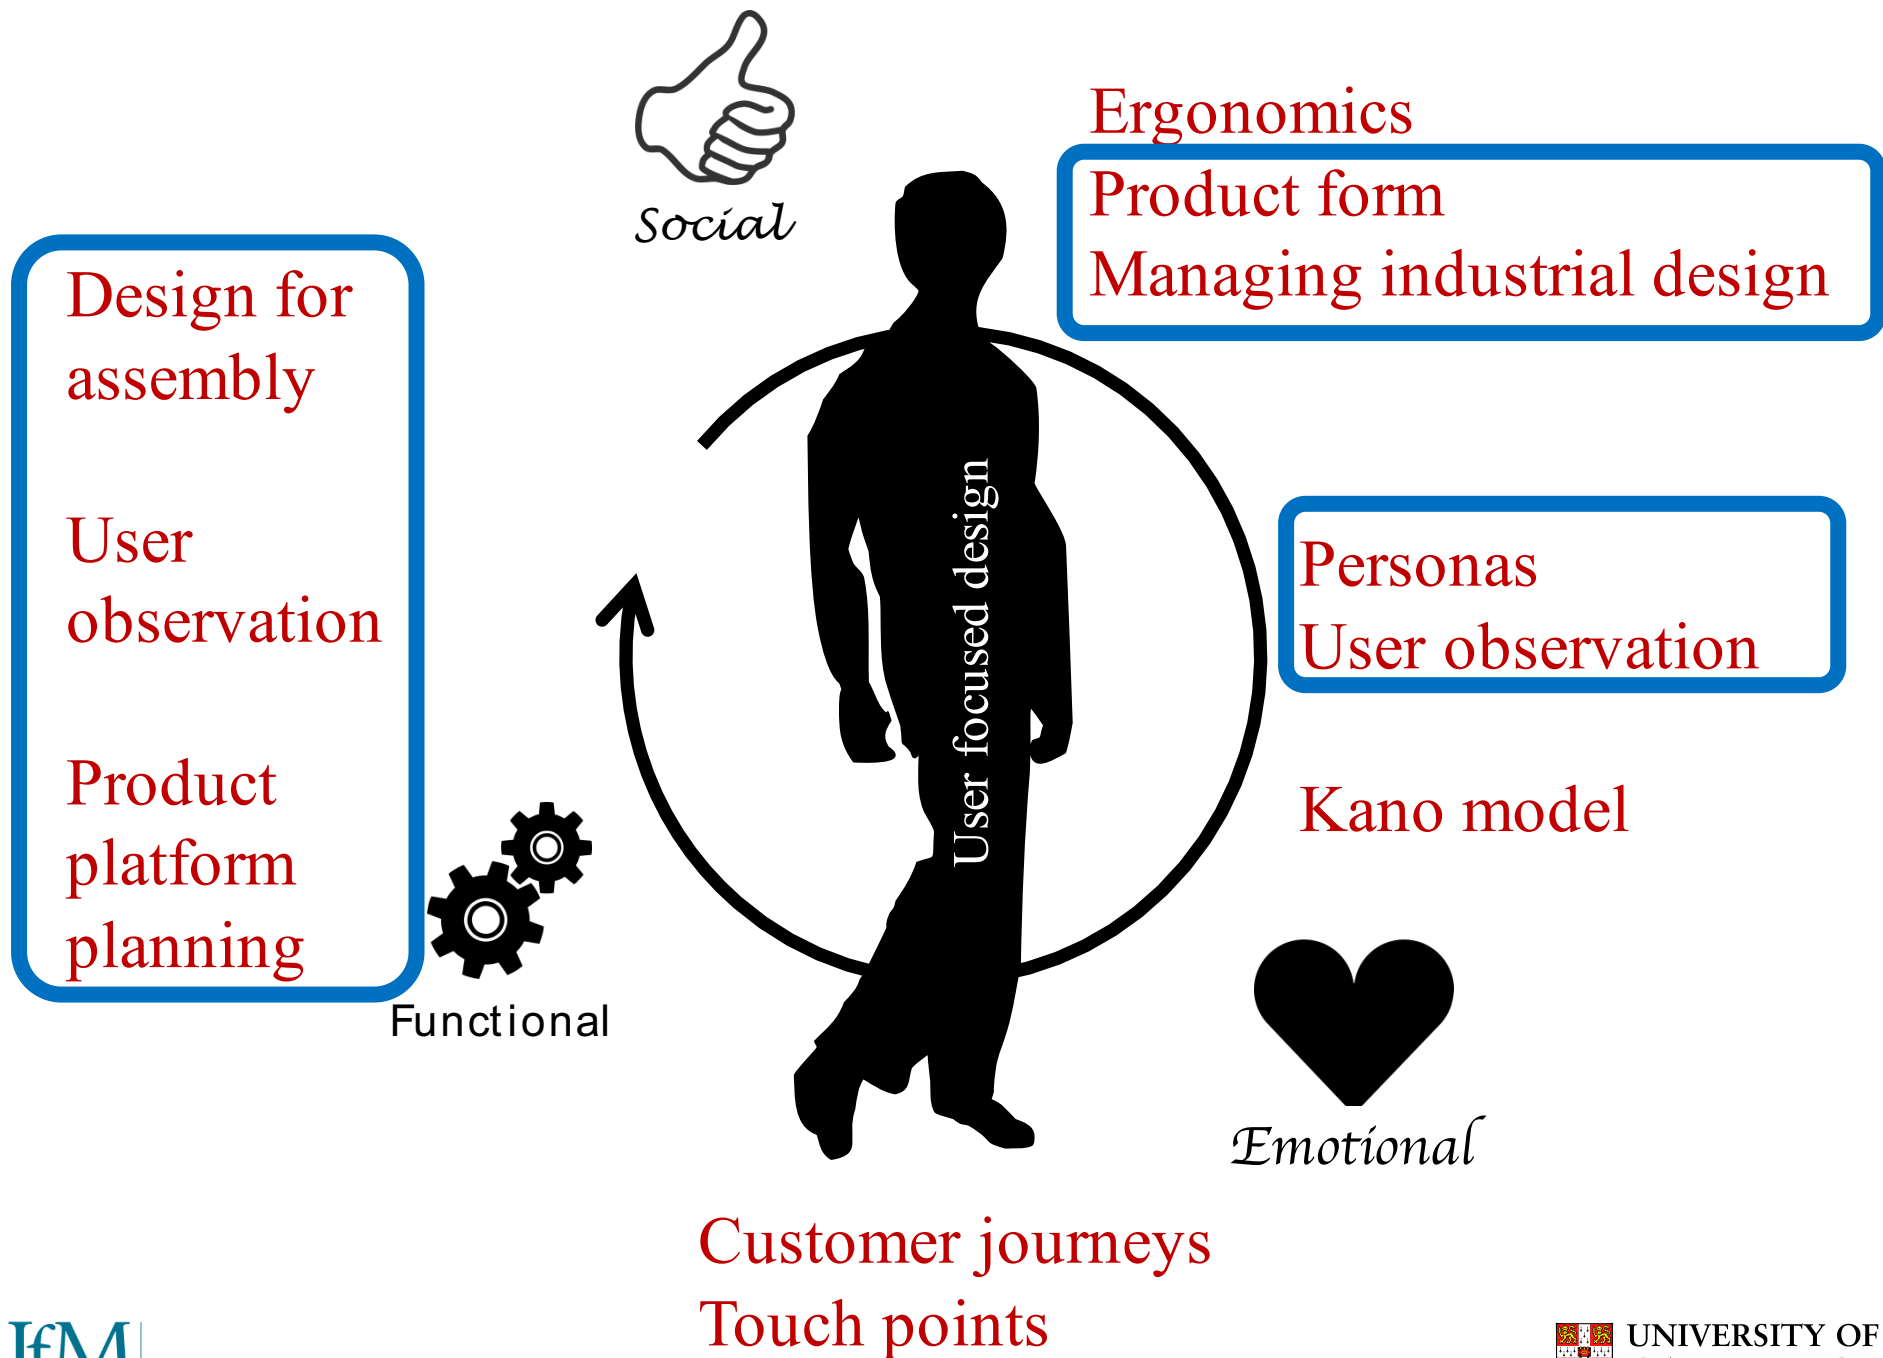 Social
Ergonomics
Product form
Managing industrial design
Design for
assembly
User
observation
Product
platform
planning
User focused design
Personas
User observation
Kano model
Functional
Emotional
Customer journeys
Touch points
IfM
UNIVERSITY OF